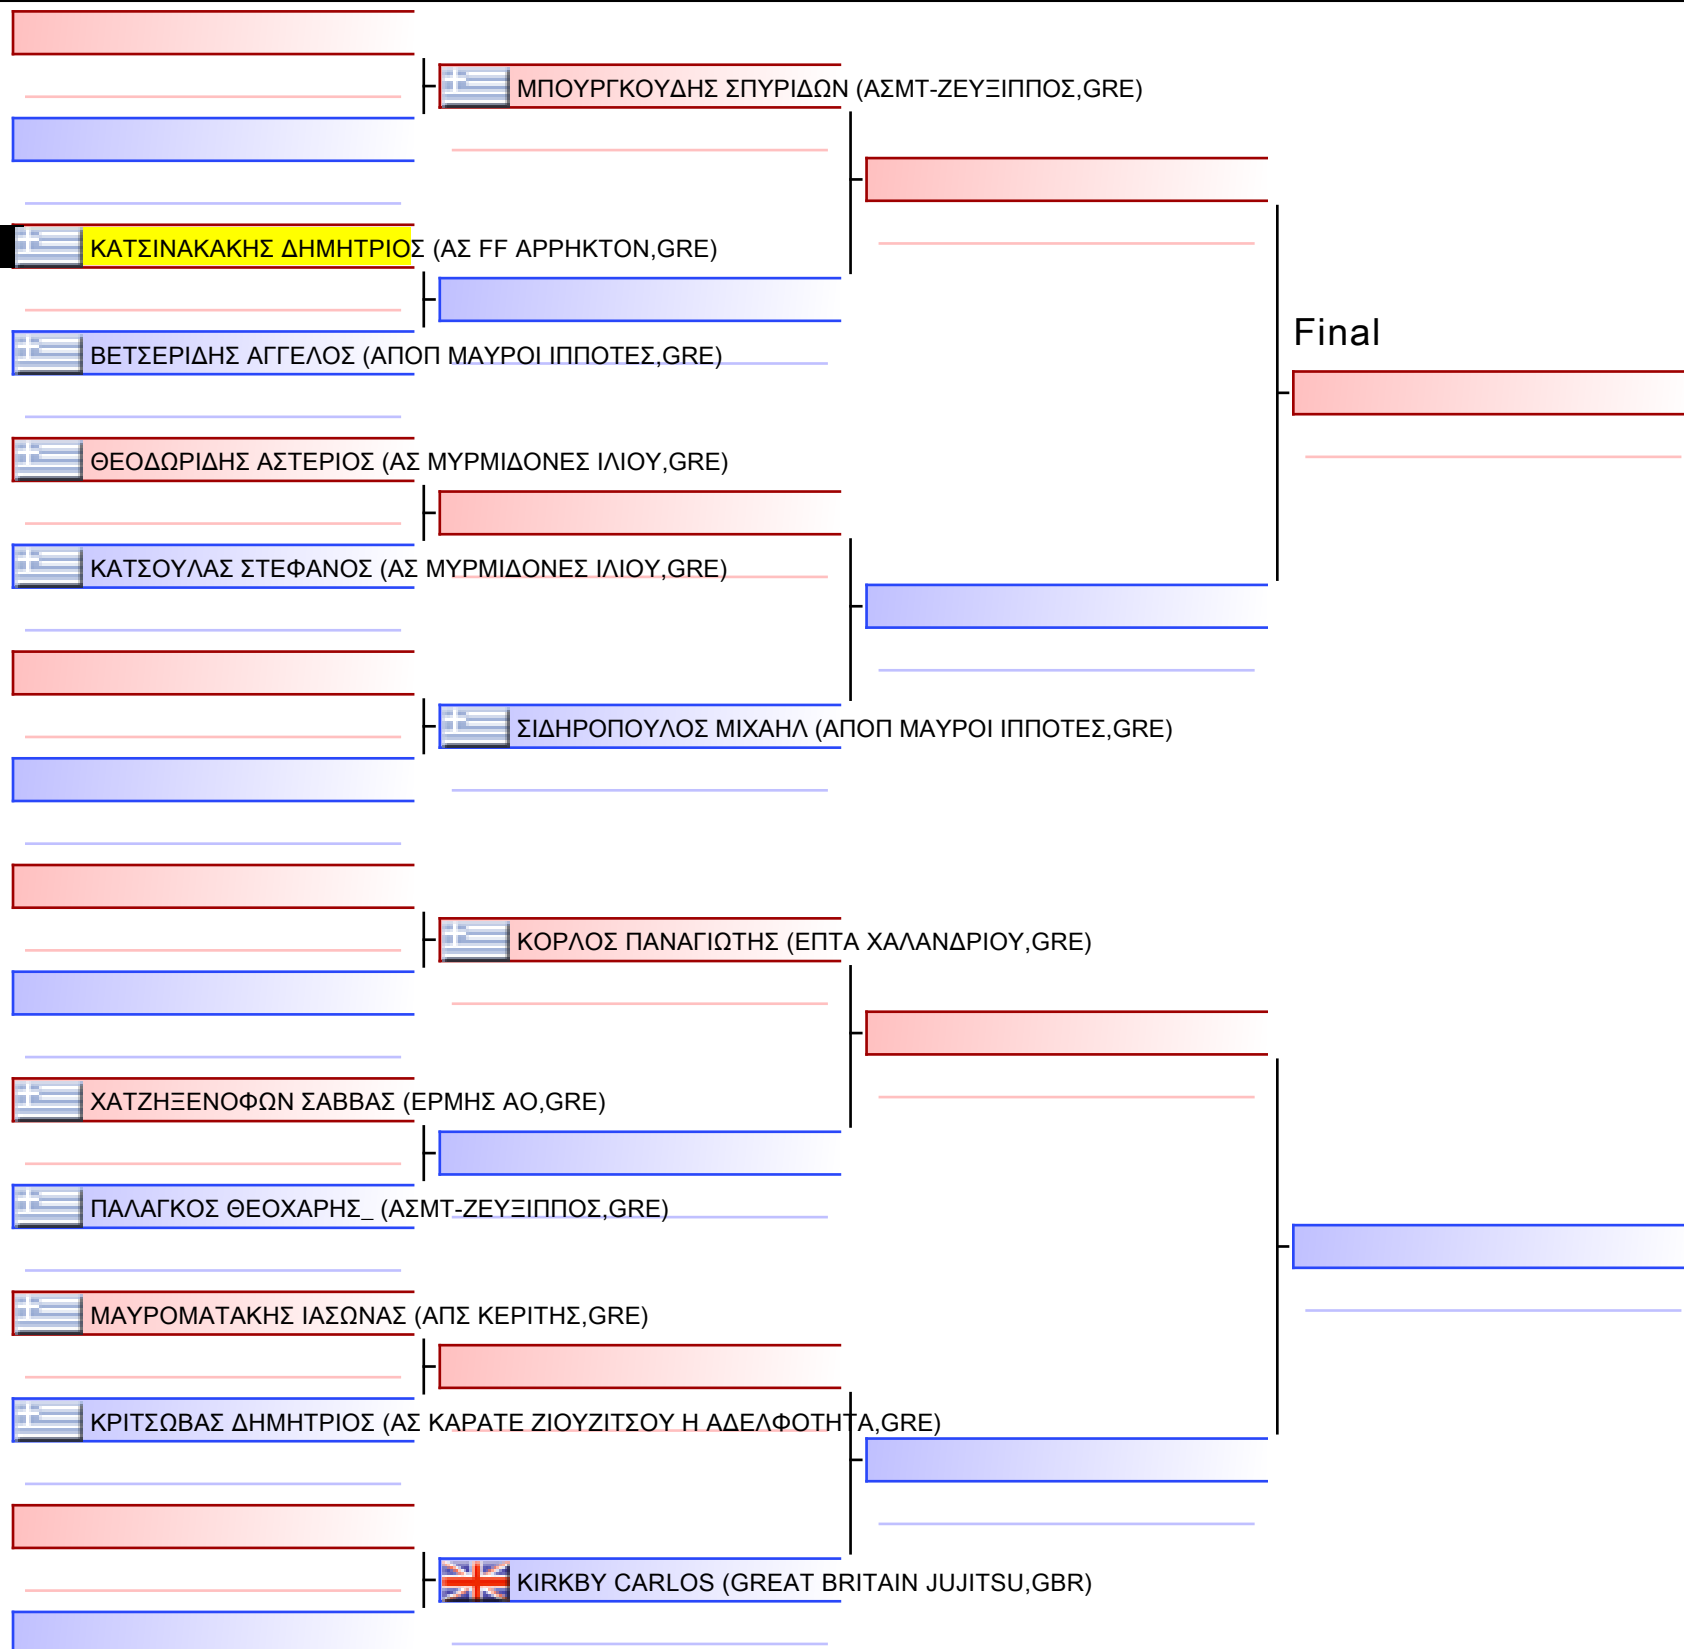 ΜΠΟΥΡΓΚΟΥΔΗΣ ΣΠΥΡΙΔΩΝ (ΑΣΜΤ-ΖΕΥΞΙΠΠΟΣ,GRE)
ΚΑΤΣΙΝΑΚΑΚΗΣ ΔΗΜΗΤΡΙΟΣ (ΑΣ FF ΑΡΡΗΚΤΟΝ,GRE)
Final
ΒΕΤΣΕΡΙΔΗΣ ΑΓΓΕΛΟΣ (ΑΠΟΠ ΜΑΥΡΟΙ ΙΠΠΟΤΕΣ,GRE)
ΘΕΟΔΩΡΙΔΗΣ ΑΣΤΕΡΙΟΣ (ΑΣ ΜΥΡΜΙΔΟΝΕΣ ΙΛΙΟΥ,GRE)
ΚΑΤΣΟΥΛΑΣ ΣΤΕΦΑΝΟΣ (ΑΣ ΜΥΡΜΙΔΟΝΕΣ ΙΛΙΟΥ,GRE)
ΣΙΔΗΡΟΠΟΥΛΟΣ ΜΙΧΑΗΛ (ΑΠΟΠ ΜΑΥΡΟΙ ΙΠΠΟΤΕΣ,GRE)
ΚΟΡΛΟΣ ΠΑΝΑΓΙΩΤΗΣ (ΕΠΤΑ ΧΑΛΑΝΔΡΙΟΥ,GRE)
ΧΑΤΖΗΞΕΝΟΦΩΝ ΣΑΒΒΑΣ (ΕΡΜΗΣ ΑΟ,GRE)
ΠΑΛΑΓΚΟΣ ΘΕΟΧΑΡΗΣ_ (ΑΣΜΤ-ΖΕΥΞΙΠΠΟΣ,GRE)
ΜΑΥΡΟΜΑΤΑΚΗΣ ΙΑΣΩΝΑΣ (ΑΠΣ ΚΕΡΙΤΗΣ,GRE)
ΚΡΙΤΣΩΒΑΣ ΔΗΜΗΤΡΙΟΣ (ΑΣ ΚΑΡΑΤΕ ΖΙΟΥΖΙΤΣΟΥ Η ΑΔΕΛΦΟΤΗΤΑ,GRE)
KIRKBY CARLOS (GREAT BRITAIN JUJITSU,GBR)